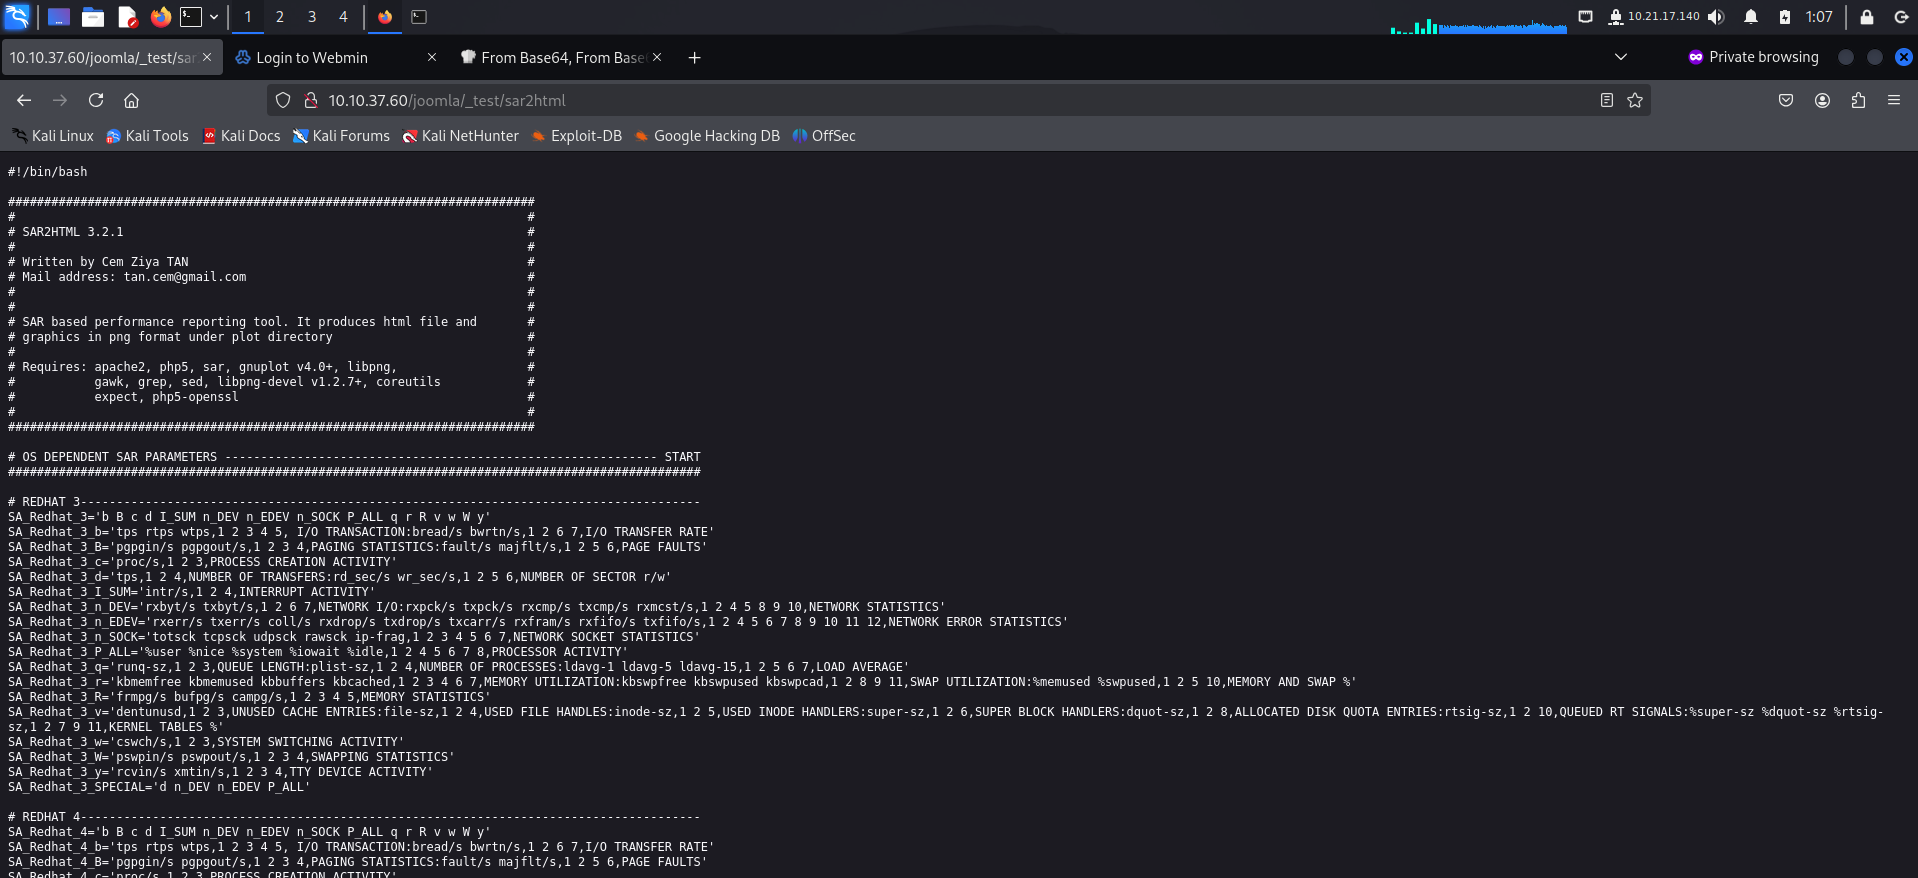 1 2 3 4 10.21.17.140 1:07
10.10.37.60/joomla/_test/sar Login to Webmin From Base64, From Base Private browsing
10.10.37.60/joomla/_test/sar2html
Kali Linux Kali Tools Kali Docs Kali Forums Kali NetHunter Exploit-DB Google Hacking DB OffSec
#!/bin/bash
#########################################################################
# #
# SAR2HTML 3.2.1 #
# #
# Written by Cem Ziya TAN #
# Mail address: tan.cem@gmail.com #
# #
# #
# SAR based performance reporting tool. It produces html file and #
# graphics in png format under plot directory #
# #
# Requires: apache2, php5, sar, gnuplot v4.0+, libpng, #
# gawk, grep, sed, libpng-devel v1.2.7+, coreutils #
# expect, php5-openssl #
# #
#########################################################################
# OS DEPENDENT SAR PARAMETERS ------------------------------------------------------------ START
################################################################################################
# REDHAT 3--------------------------------------------------------------------------------------
SA_Redhat_3='b B c d I_SUM n_DEV n_EDEV n_SOCK P_ALL q r R v w W y'
SA_Redhat_3_b='tps rtps wtps,1 2 3 4 5, I/O TRANSACTION:bread/s bwrtn/s,1 2 6 7,I/O TRANSFER RATE'
SA_Redhat_3_B='pgpgin/s pgpgout/s,1 2 3 4,PAGING STATISTICS:fault/s majflt/s,1 2 5 6,PAGE FAULTS'
SA_Redhat_3_c='proc/s,1 2 3,PROCESS CREATION ACTIVITY'
SA_Redhat_3_d='tps,1 2 4,NUMBER OF TRANSFERS:rd_sec/s wr_sec/s,1 2 5 6,NUMBER OF SECTOR r/w'
SA_Redhat_3_I_SUM='intr/s,1 2 4,INTERRUPT ACTIVITY'
SA_Redhat_3_n_DEV='rxbyt/s txbyt/s,1 2 6 7,NETWORK I/O:rxpck/s txpck/s rxcmp/s txcmp/s rxmcst/s,1 2 4 5 8 9 10,NETWORK STATISTICS'
SA_Redhat_3_n_EDEV='rxerr/s txerr/s coll/s rxdrop/s txdrop/s txcarr/s rxfram/s rxfifo/s txfifo/s,1 2 4 5 6 7 8 9 10 11 12,NETWORK ERROR STATISTICS'
SA_Redhat_3_n_SOCK='totsck tcpsck udpsck rawsck ip-frag,1 2 3 4 5 6 7,NETWORK SOCKET STATISTICS'
SA_Redhat_3_P_ALL='%user %nice %system %iowait %idle,1 2 4 5 6 7 8,PROCESSOR ACTIVITY'
SA_Redhat_3_q='runq-sz,1 2 3,QUEUE LENGTH:plist-sz,1 2 4,NUMBER OF PROCESSES:ldavg-1 ldavg-5 ldavg-15,1 2 5 6 7,LOAD AVERAGE'
SA_Redhat_3_r='kbmemfree kbmemused kbbuffers kbcached,1 2 3 4 6 7,MEMORY UTILIZATION:kbswpfree kbswpused kbswpcad,1 2 8 9 11,SWAP UTILIZATION:%memused %swpused,1 2 5 10,MEMORY AND SWAP %'
SA_Redhat_3_R='frmpg/s bufpg/s campg/s,1 2 3 4 5,MEMORY STATISTICS'
SA_Redhat_3_v='dentunusd,1 2 3,UNUSED CACHE ENTRIES:file-sz,1 2 4,USED FILE HANDLES:inode-sz,1 2 5,USED INODE HANDLERS:super-sz,1 2 6,SUPER BLOCK HANDLERS:dquot-sz,1 2 8,ALLOCATED DISK QUOTA ENTRIES:rtsig-sz,1 2 10,QUEUED RT SIGNALS:%super-sz %dquot-sz %rtsig-
sz,1 2 7 9 11,KERNEL TABLES %'
SA_Redhat_3_w='cswch/s,1 2 3,SYSTEM SWITCHING ACTIVITY'
SA_Redhat_3_W='pswpin/s pswpout/s,1 2 3 4,SWAPPING STATISTICS'
SA_Redhat_3_y='rcvin/s xmtin/s,1 2 3 4,TTY DEVICE ACTIVITY'
SA_Redhat_3_SPECIAL='d n_DEV n_EDEV P_ALL'
# REDHAT 4--------------------------------------------------------------------------------------
SA_Redhat_4='b B c d I_SUM n_DEV n_EDEV n_SOCK P_ALL q r R v w W y'
SA_Redhat_4_b='tps rtps wtps,1 2 3 4 5, I/O TRANSACTION:bread/s bwrtn/s,1 2 6 7,I/O TRANSFER RATE'
SA_Redhat_4_B='pgpgin/s pgpgout/s,1 2 3 4,PAGING STATISTICS:fault/s majflt/s,1 2 5 6,PAGE FAULTS'
SA_Redhat_4_c='proc/s,1 2 3,PROCESS CREATION ACTIVITY'